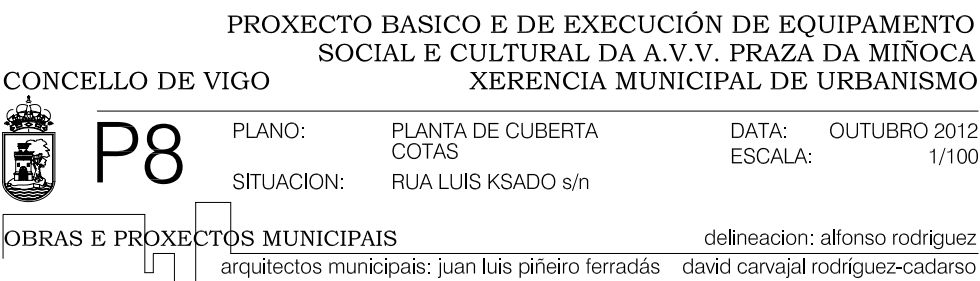 PROXECTO BASICO E DE EXECUCIÓN DE EQUIPAMENTO
SOCIAL E CULTURAL DA A.V.V. PRAZA DA MIÑOCA
CONCELLO DE VIGO XERENCIA MUNICIPAL DE URBANISMO
P8
PLANO: PLANTA DE CUBERTA DATA: OUTUBRO 2012
COTAS ESCALA: 1/100
SITUACION: RUA LUIS KSADO s/n
OBRAS E PROXECTOS MUNICIPAIS delineacion: alfonso rodriguez
arquitectos municipais: juan luis piñeiro ferradás david carvajal rodríguez-cadarso